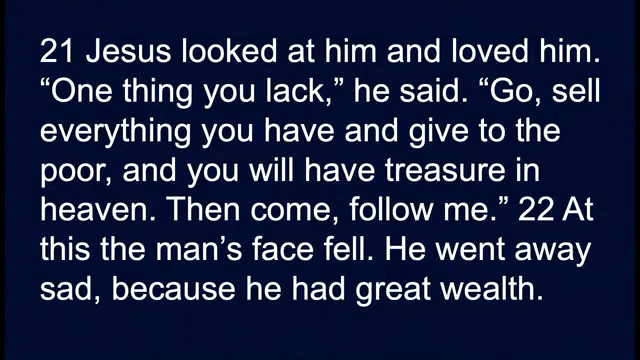 21 Jesus looked at him and loved him.
“One thing you lack,” he said. “Go, sell
everything you have and give to the
poor, and you will have treasure in
heaven. Then come, follow me.” 22 At
this the man’s face fell. He went away
sad, because he had great wealth.